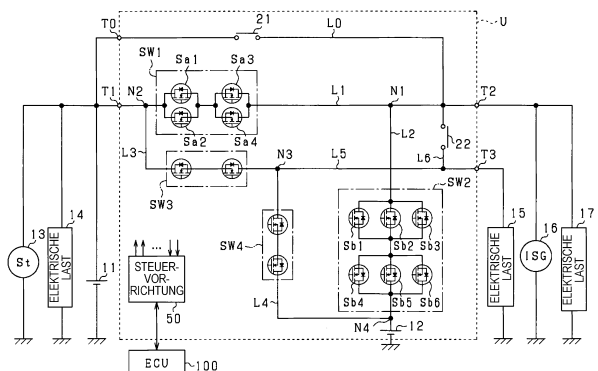 T0
21
L0
U
SW1
Sa1
Sa3
T1
N2
L1
N1
T2
Sa2
Sa4
L2
22
L3
N3
L5
L6
T3
SW3
SW2
13
St
14
ELEKTRISCHE
LAST
11
SW4
Sb1
Sb2
Sb3
15
ELEKTRISCHE
LAST
16
ISG
17
ELEKTRISCHE
LAST
...
STEUER-
VOR-
RICHTUNG
50
L4
Sb4
Sb5
Sb6
N4
12
ECU
100